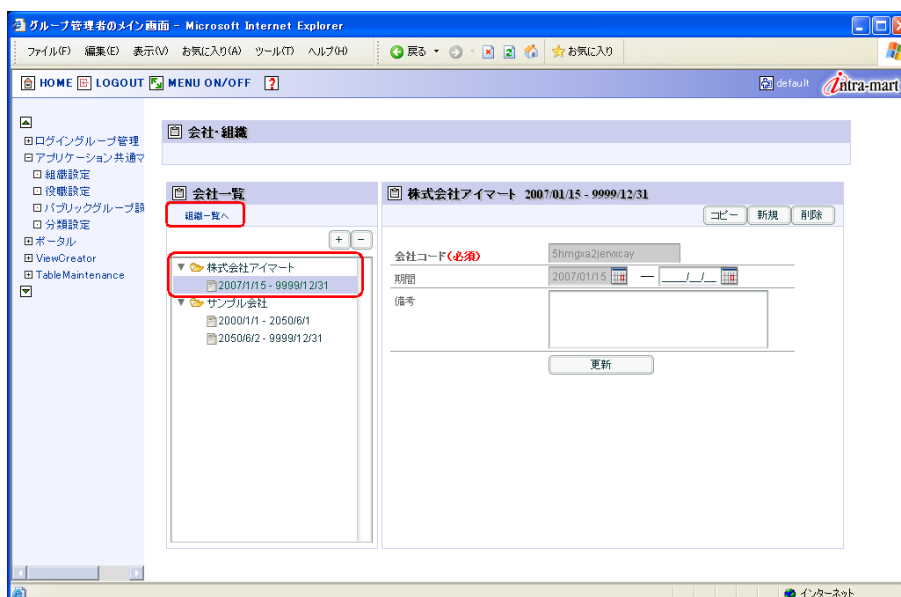 グループ管理者のメイン画面 - Microsoft Internet Explorer
ファイル(F) 編集(E) 表示(V) お気に入り(A) ツール(T) ヘルプ(H) 戻る お気に入り
HOME LOGOUT MENU ON/OFF ? default intra-mart
ログイングループ管理
アプリケーション共通マ
組織設定
役職設定
パブリックグループ設
分類設定
ポータル
ViewCreator
TableMaintenance
会社・組織
会社一覧
組織一覧へ
+ -
株式会社アイマート
2007/1/15 - 9999/12/31
サンプル会社
2000/1/1 - 2050/6/1
2050/6/2 - 9999/12/31
株式会社アイマート 2007/01/15 - 9999/12/31
コピー 新規 削除
会社コード(必須) 5hmgxa2jervxcay
期間 2007/01/15 — ____/__/__
備考
更新
インターネット